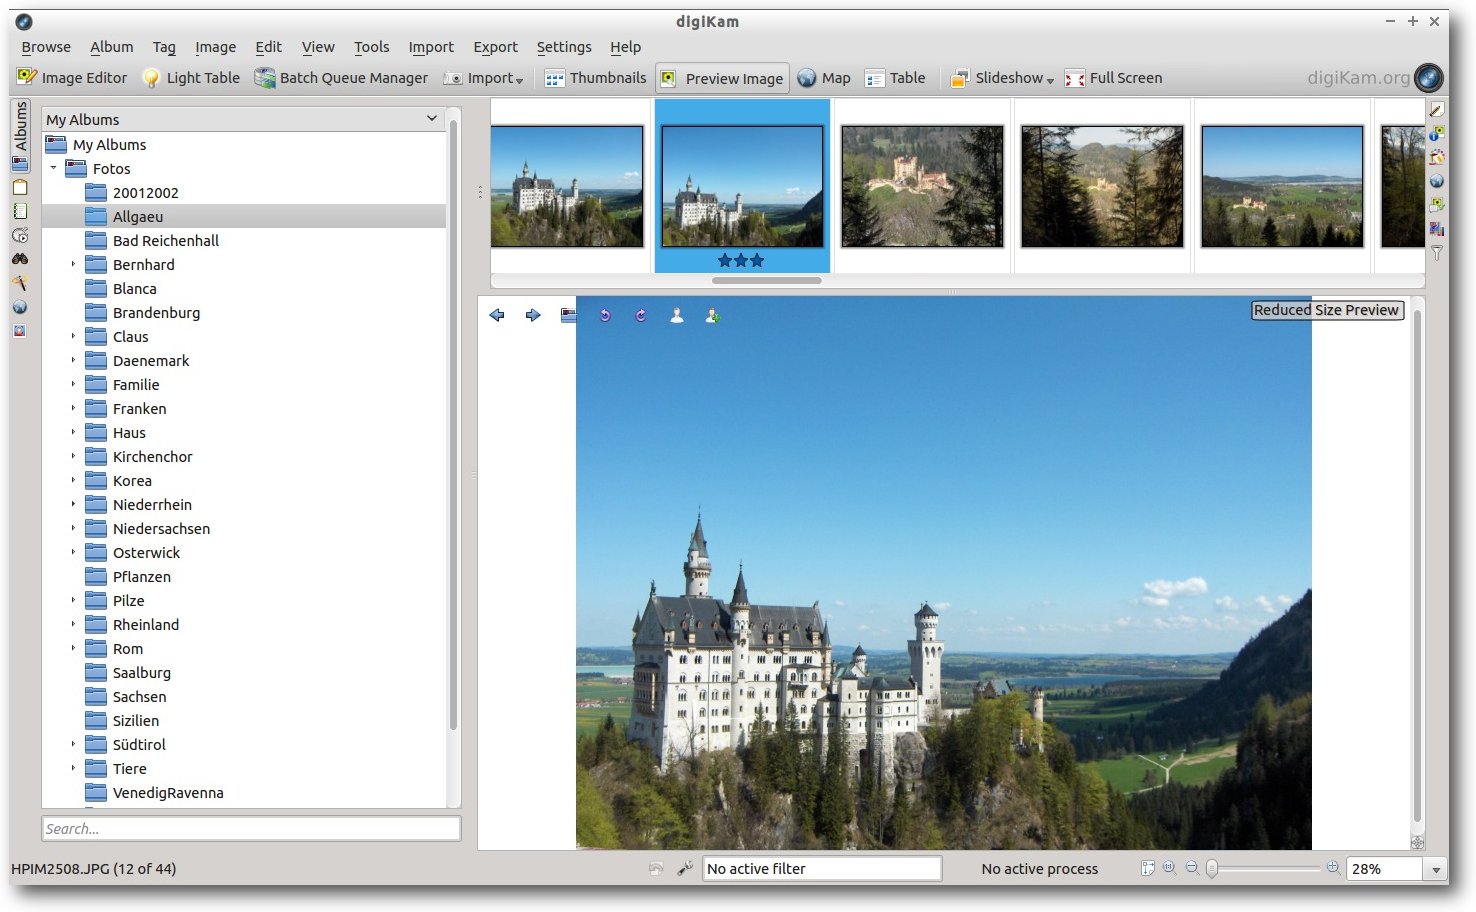 digiKam
Browse Album Tag Image Edit View Tools Import Export Settings Help
Image Editor Light Table Batch Queue Manager Import Thumbnails Preview Image Map Table Slideshow Full Screen digiKam.org
Albums
My Albums
My Albums
Fotos
20012002
Allgaeu
Bad Reichenhall
Bernhard
Blanca
Brandenburg
Claus
Daenemark
Familie
Franken
Haus
Kirchenchor
Korea
Niederrhein
Niedersachsen
Osterwick
Pflanzen
Pilze
Rheinland
Rom
Saalburg
Sachsen
Sizilien
Südtirol
Tiere
VenedigRavenna
Search...
Reduced Size Preview
HPIM2508.JPG (12 of 44) No active filter No active process 28%